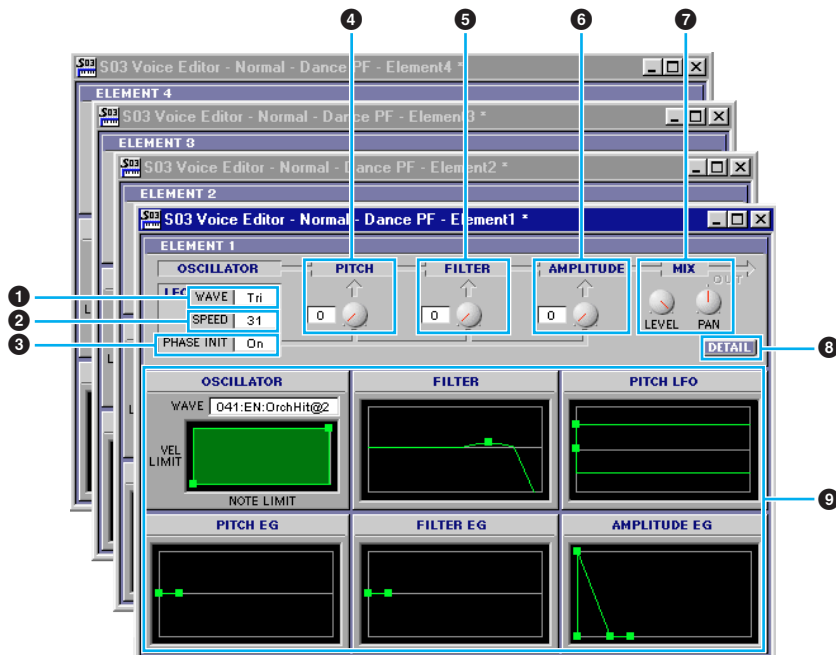 4 5 6 7
S03 Voice Editor - Normal - Dance PF - Element4 *
ELEMENT 4
S03 Voice Editor - Normal - Dance PF - Element3 *
ELEMENT 3
S03 Voice Editor - Normal - Dance PF - Element2 *
ELEMENT 2
S03 Voice Editor - Normal - Dance PF - Element1 *
ELEMENT 1
OSCILLATOR PITCH FILTER AMPLITUDE MIX
OUT
LFO
1 WAVE Tri
2 SPEED 31
0 0 0
LEVEL PAN
3 PHASE INIT On
DETAIL 8
OSCILLATOR FILTER PITCH LFO
WAVE 041:EN:OrchHit@2
VEL
LIMIT
NOTE LIMIT
9
PITCH EG FILTER EG AMPLITUDE EG